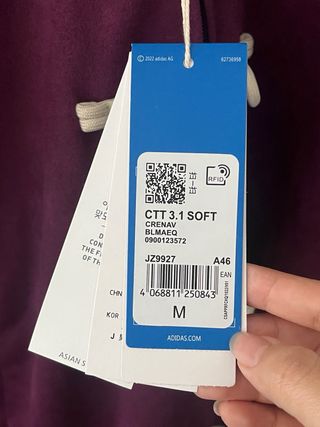 © 2022 adidas AG
62736958
RFID
CTT 3.1 SOFT
CRENAV
BLMAEQ
0900123572
JZ9927
A46
EAN
4 068811 250843
M
ADIDAS.COM
CHN
KOR
ASIAN S